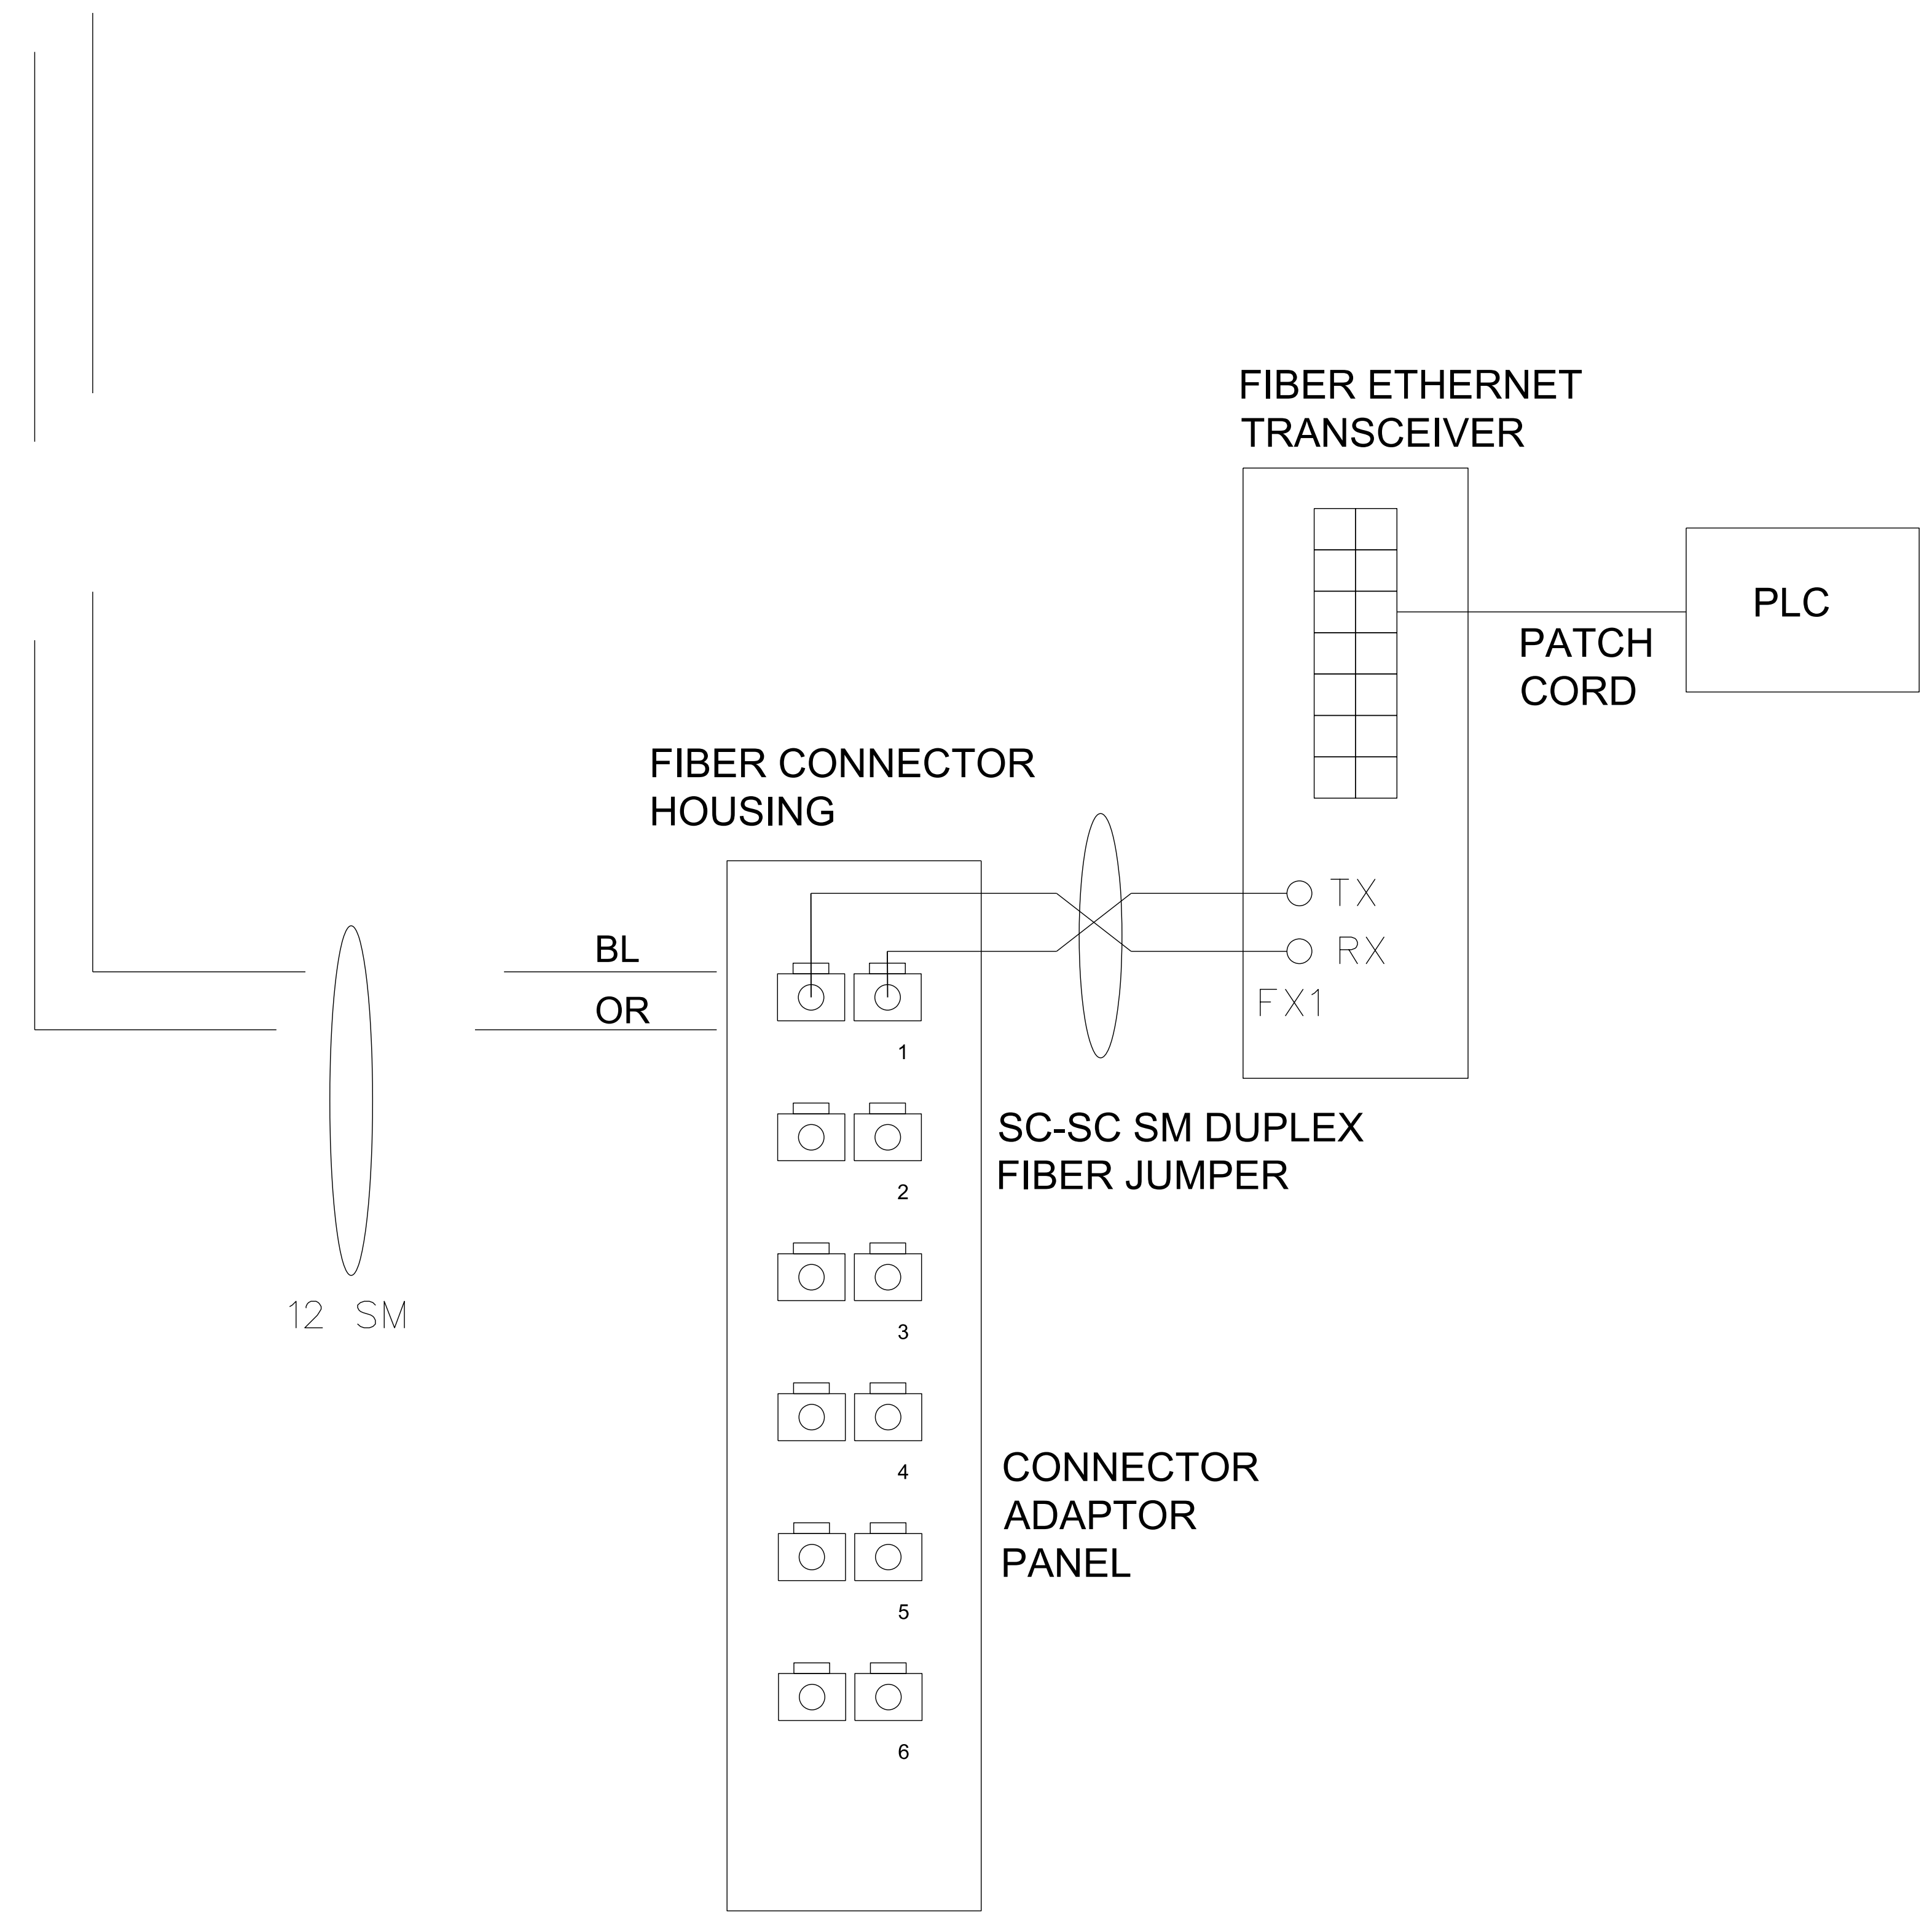 FIBER ETHERNET
TRANSCEIVER
PLC
PATCH
CORD
FIBER CONNECTOR
HOUSING
TX
BL
RX
OR
FX1
1
SC-SC SM DUPLEX
FIBER JUMPER
2
12 SM
3
4
CONNECTOR
ADAPTOR
PANEL
5
6